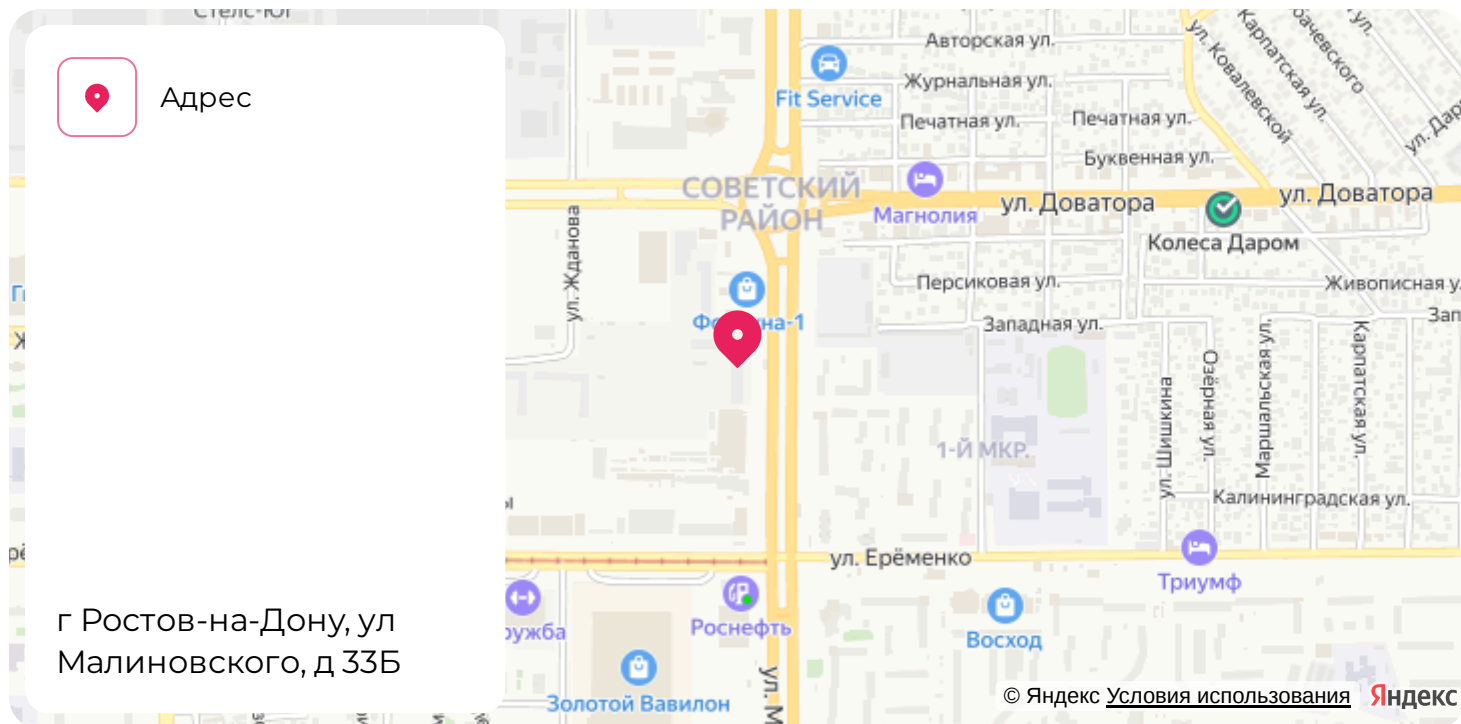 Стелс-Юг
Адрес
г Ростов-на-Дону, ул
Малиновского, д 33Б
Авторская ул.
Журнальная ул.
Fit Service
Печатная ул.
Печатная ул.
Буквенная ул.
ул. Ковалевской
Карпатская ул.
СОВЕТСКИЙ
РАЙОН
Магнолия
ул. Доватора
ул. Доватора
Колеса Даром
ул. Жданова
Персиковая ул.
Живописная у
Западная ул.
Зап
1-Й МКР.
ул. Шишкина
Озёрная ул.
Маршальская ул.
Карпатская ул.
Калининградская ул.
ул. Ерёменко
Триумф
Роснефть
Восход
Золотой Вавилон
ул. М
© Яндекс Условия использования Яндекс